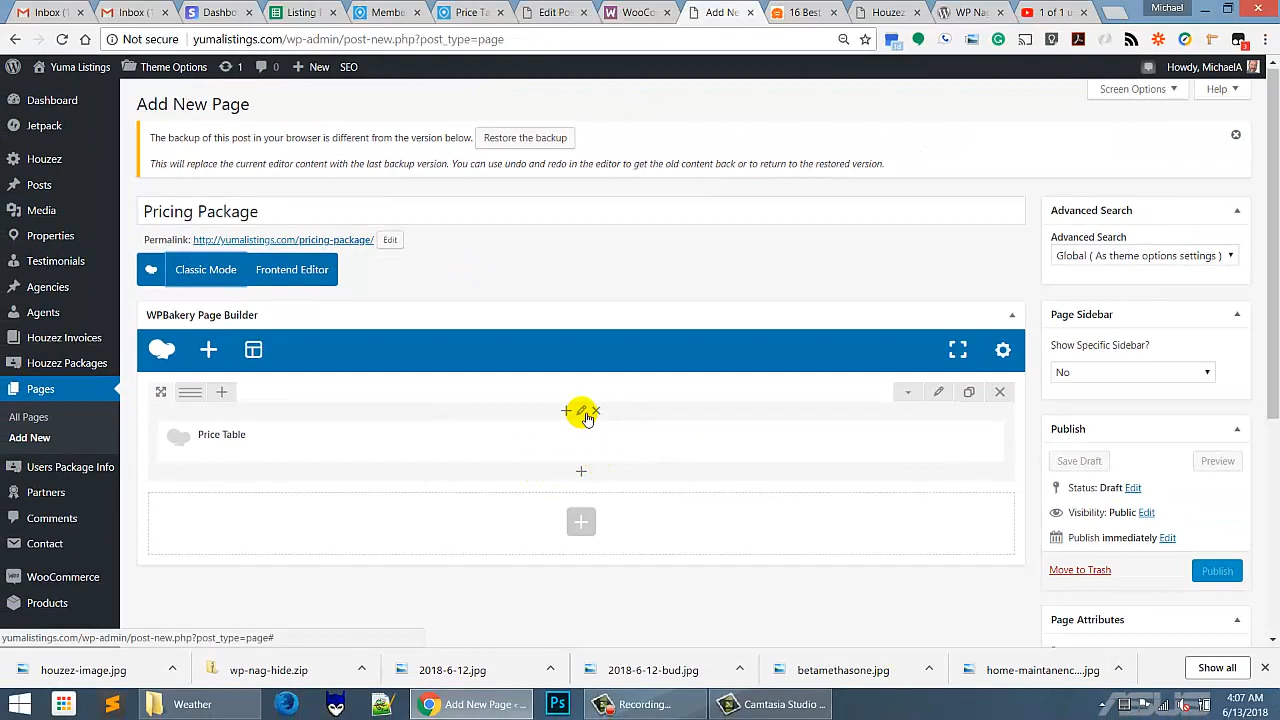 Inbox (1
Inbox (1
Dashbo
Listing
Membe
Price Ta
Edit Po
WooCo
Add Ne
16 Best
Houzez
WP Nag
1 of 1 u
Michael
Not secure
yumalistings.com/wp-admin/post-new.php?post_type=page
Yuma Listings
Theme Options
1
0
New
SEO
Howdy, MichaelA
Dashboard
Jetpack
Houzez
Posts
Media
Properties
Testimonials
Agencies
Agents
Houzez Invoices
Houzez Packages
Pages
All Pages
Add New
Users Package Info
Partners
Comments
Contact
WooCommerce
Products
Add New Page
Screen Options
Help
The backup of this post in your browser is different from the version below.
Restore the backup
This will replace the current editor content with the last backup version. You can use undo and redo in the editor to get the old content back or to return to the restored version.
Pricing Package
Permalink: http://yumalistings.com/pricing-package/
Edit
Classic Mode
Frontend Editor
WPBakery Page Builder
Price Table
Advanced Search
Advanced Search
Global ( As theme options settings )
Page Sidebar
Show Specific Sidebar?
No
Publish
Save Draft
Preview
Status: Draft Edit
Visibility: Public Edit
Publish immediately Edit
Move to Trash
Publish
Page Attributes
yumalistings.com/wp-admin/post-new.php?post_type=page#
houzez-image.jpg
wp-nag-hide.zip
2018-6-12.jpg
2018-6-12-bud.jpg
betamethasone.jpg
home-maintanenc....jpg
Show all
Weather
Add New Page ‹ ...
Ps
Recording...
Camtasia Studio ...
ASUS
4:07 AM
6/13/2018